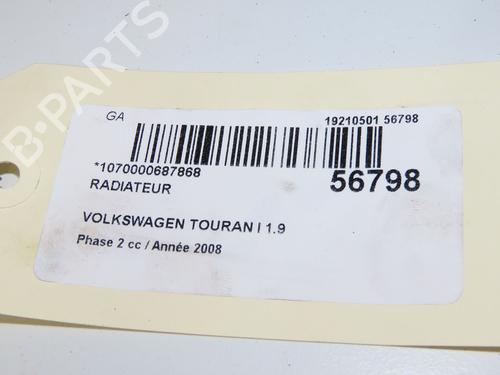 B-PARTS
GA
19210501 56798
*1070000687868
56798
RADIATEUR
VOLKSWAGEN TOURAN I 1.9
Phase 2 cc / Année 2008